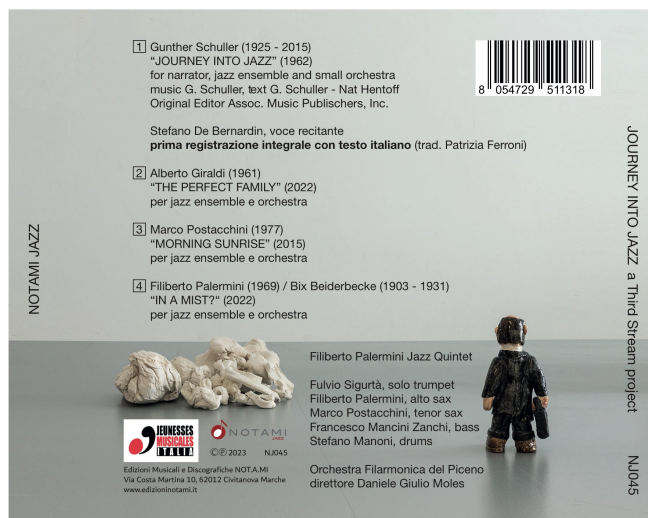 1 Gunther Schuller (1925 - 2015)
“JOURNEY INTO JAZZ” (1962)
for narrator, jazz ensemble and small orchestra
music G. Schuller, text G. Schuller - Nat Hentoff
Original Editor Assoc. Music Publischers, Inc.
Stefano De Bernardin, voce recitante
prima registrazione integrale con testo italiano (trad. Patrizia Ferroni)
2 Alberto Giraldi (1961)
“THE PERFECT FAMILY” (2022)
per jazz ensemble e orchestra
3 Marco Postacchini (1977)
“MORNING SUNRISE” (2015)
per jazz ensemble e orchestra
4 Filiberto Palermini (1969) / Bix Beiderbecke (1903 - 1931)
“IN A MIST?“ (2022)
per jazz ensemble e orchestra
8 054729 511318
NOTAMI JAZZ
JOURNEY INTO JAZZ a Third Stream project
NJ045
Filiberto Palermini Jazz Quintet
Fulvio Sigurtà, solo trumpet
Filiberto Palermini, alto sax
Marco Postacchini, tenor sax
Francesco Mancini Zanchi, bass
Stefano Manoni, drums
Orchestra Filarmonica del Piceno
direttore Daniele Giulio Moles
JEUNESSES
MUSICALES
ITALIA
NOTAMI
JAZZ
©℗ 2023 NJ045
Edizioni Musicali e Discografiche NOT.A.MI
Via Costa Martina 10, 62012 Civitanova Marche
www.edizioninotami.it